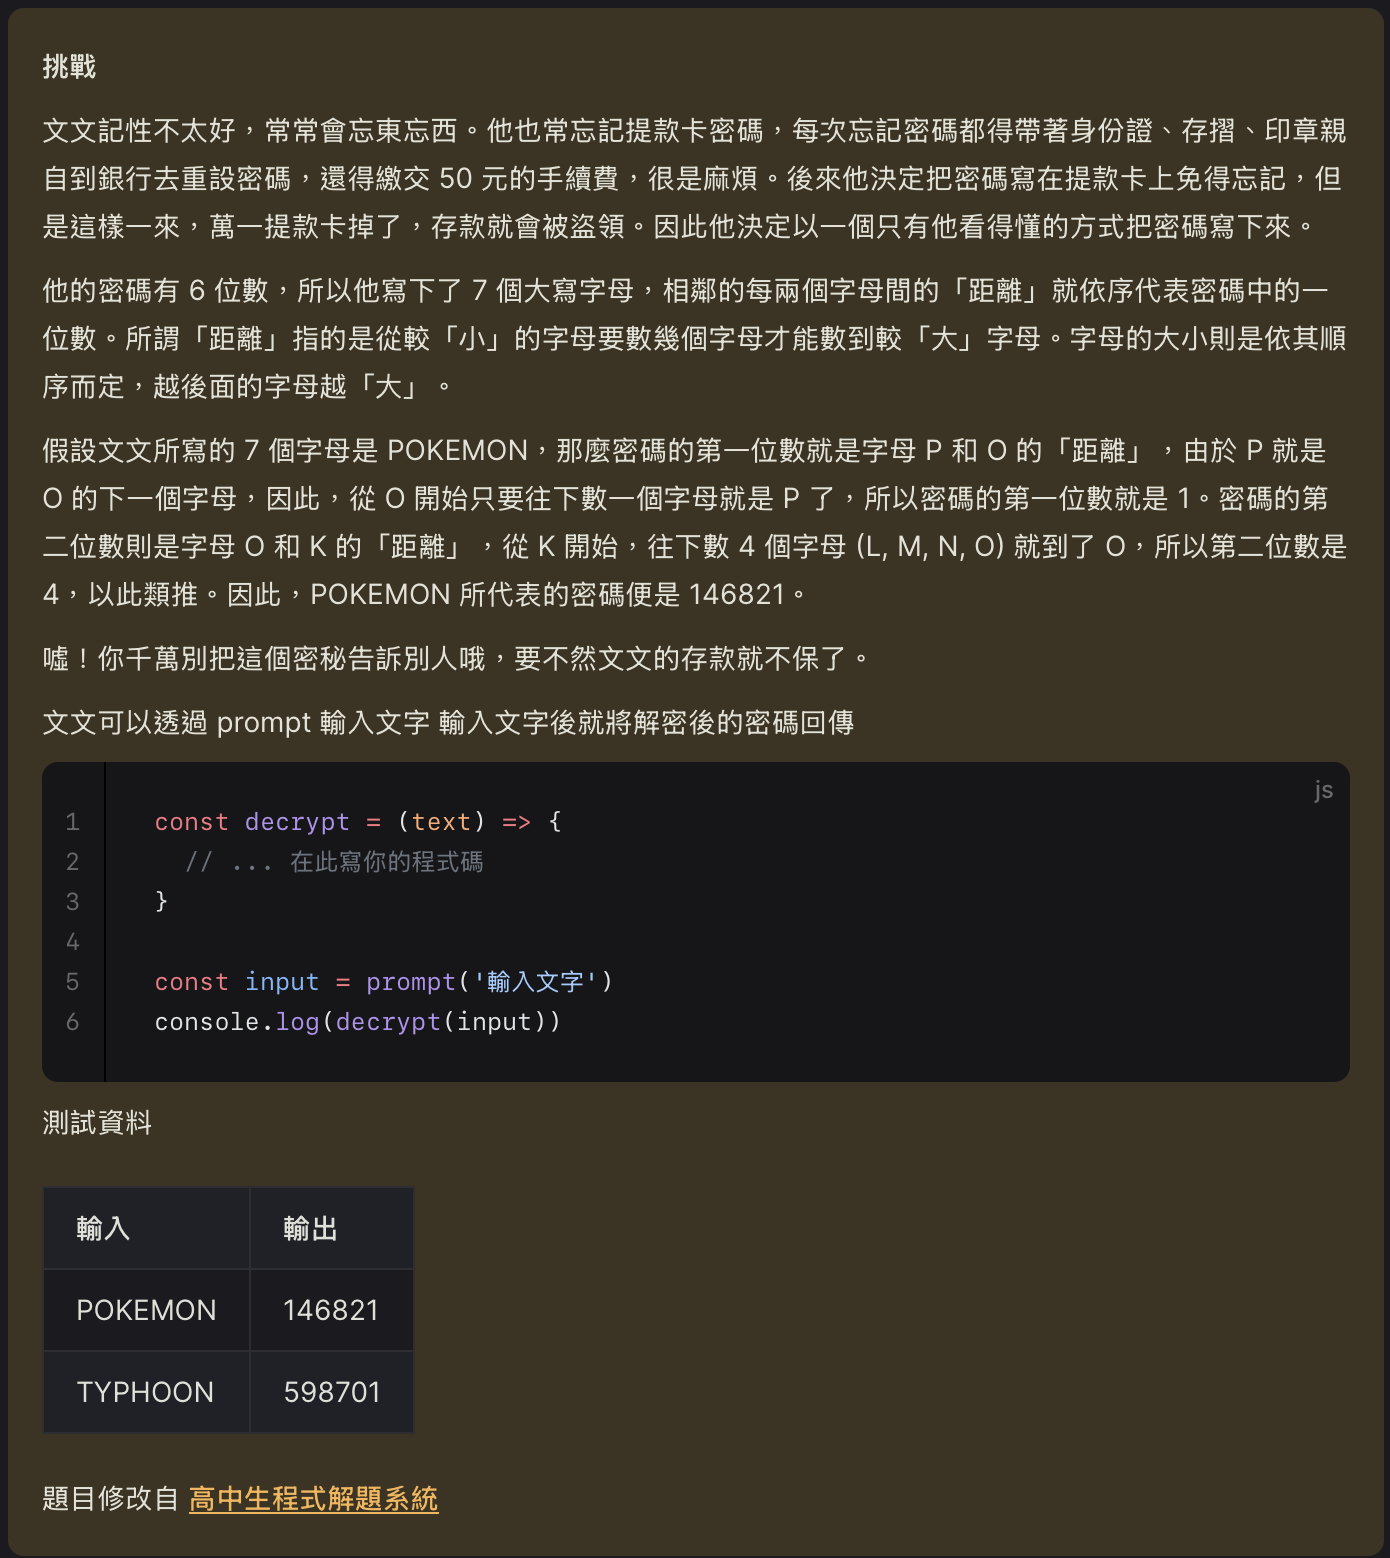 挑戰
文文記性不太好，常常會忘東忘西。他也常忘記提款卡密碼，每次忘記密碼都得帶著身份證、存摺、印章親
自到銀行去重設密碼，還得繳交 50 元的手續費，很是麻煩。後來他決定把密碼寫在提款卡上免得忘記，但
是這樣一來，萬一提款卡掉了，存款就會被盜領。因此他決定以一個只有他看得懂的方式把密碼寫下來。
他的密碼有 6 位數，所以他寫下了 7 個大寫字母，相鄰的每兩個字母間的「距離」就依序代表密碼中的一
位數。所謂「距離」指的是從較「小」的字母要數幾個字母才能數到較「大」字母。字母的大小則是依其順
序而定，越後面的字母越「大」。
假設文文所寫的 7 個字母是 POKEMON，那麼密碼的第一位數就是字母 P 和 O 的「距離」，由於 P 就是
O 的下一個字母，因此，從 O 開始只要往下數一個字母就是 P 了，所以密碼的第一位數就是 1。密碼的第
二位數則是字母 O 和 K 的「距離」，從 K 開始，往下數 4 個字母 (L, M, N, O) 就到了 O，所以第二位數是
4，以此類推。因此，POKEMON 所代表的密碼便是 146821。
噓！你千萬別把這個密秘告訴別人哦，要不然文文的存款就不保了。
文文可以透過 prompt 輸入文字 輸入文字後就將解密後的密碼回傳
js
1 const decrypt = (text) => {
2 // ... 在此寫你的程式碼
3 }
4
5 const input = prompt('輸入文字')
6 console.log(decrypt(input))
測試資料
輸入 輸出
POKEMON 146821
TYPHOON 598701
題目修改自 高中生程式解題系統